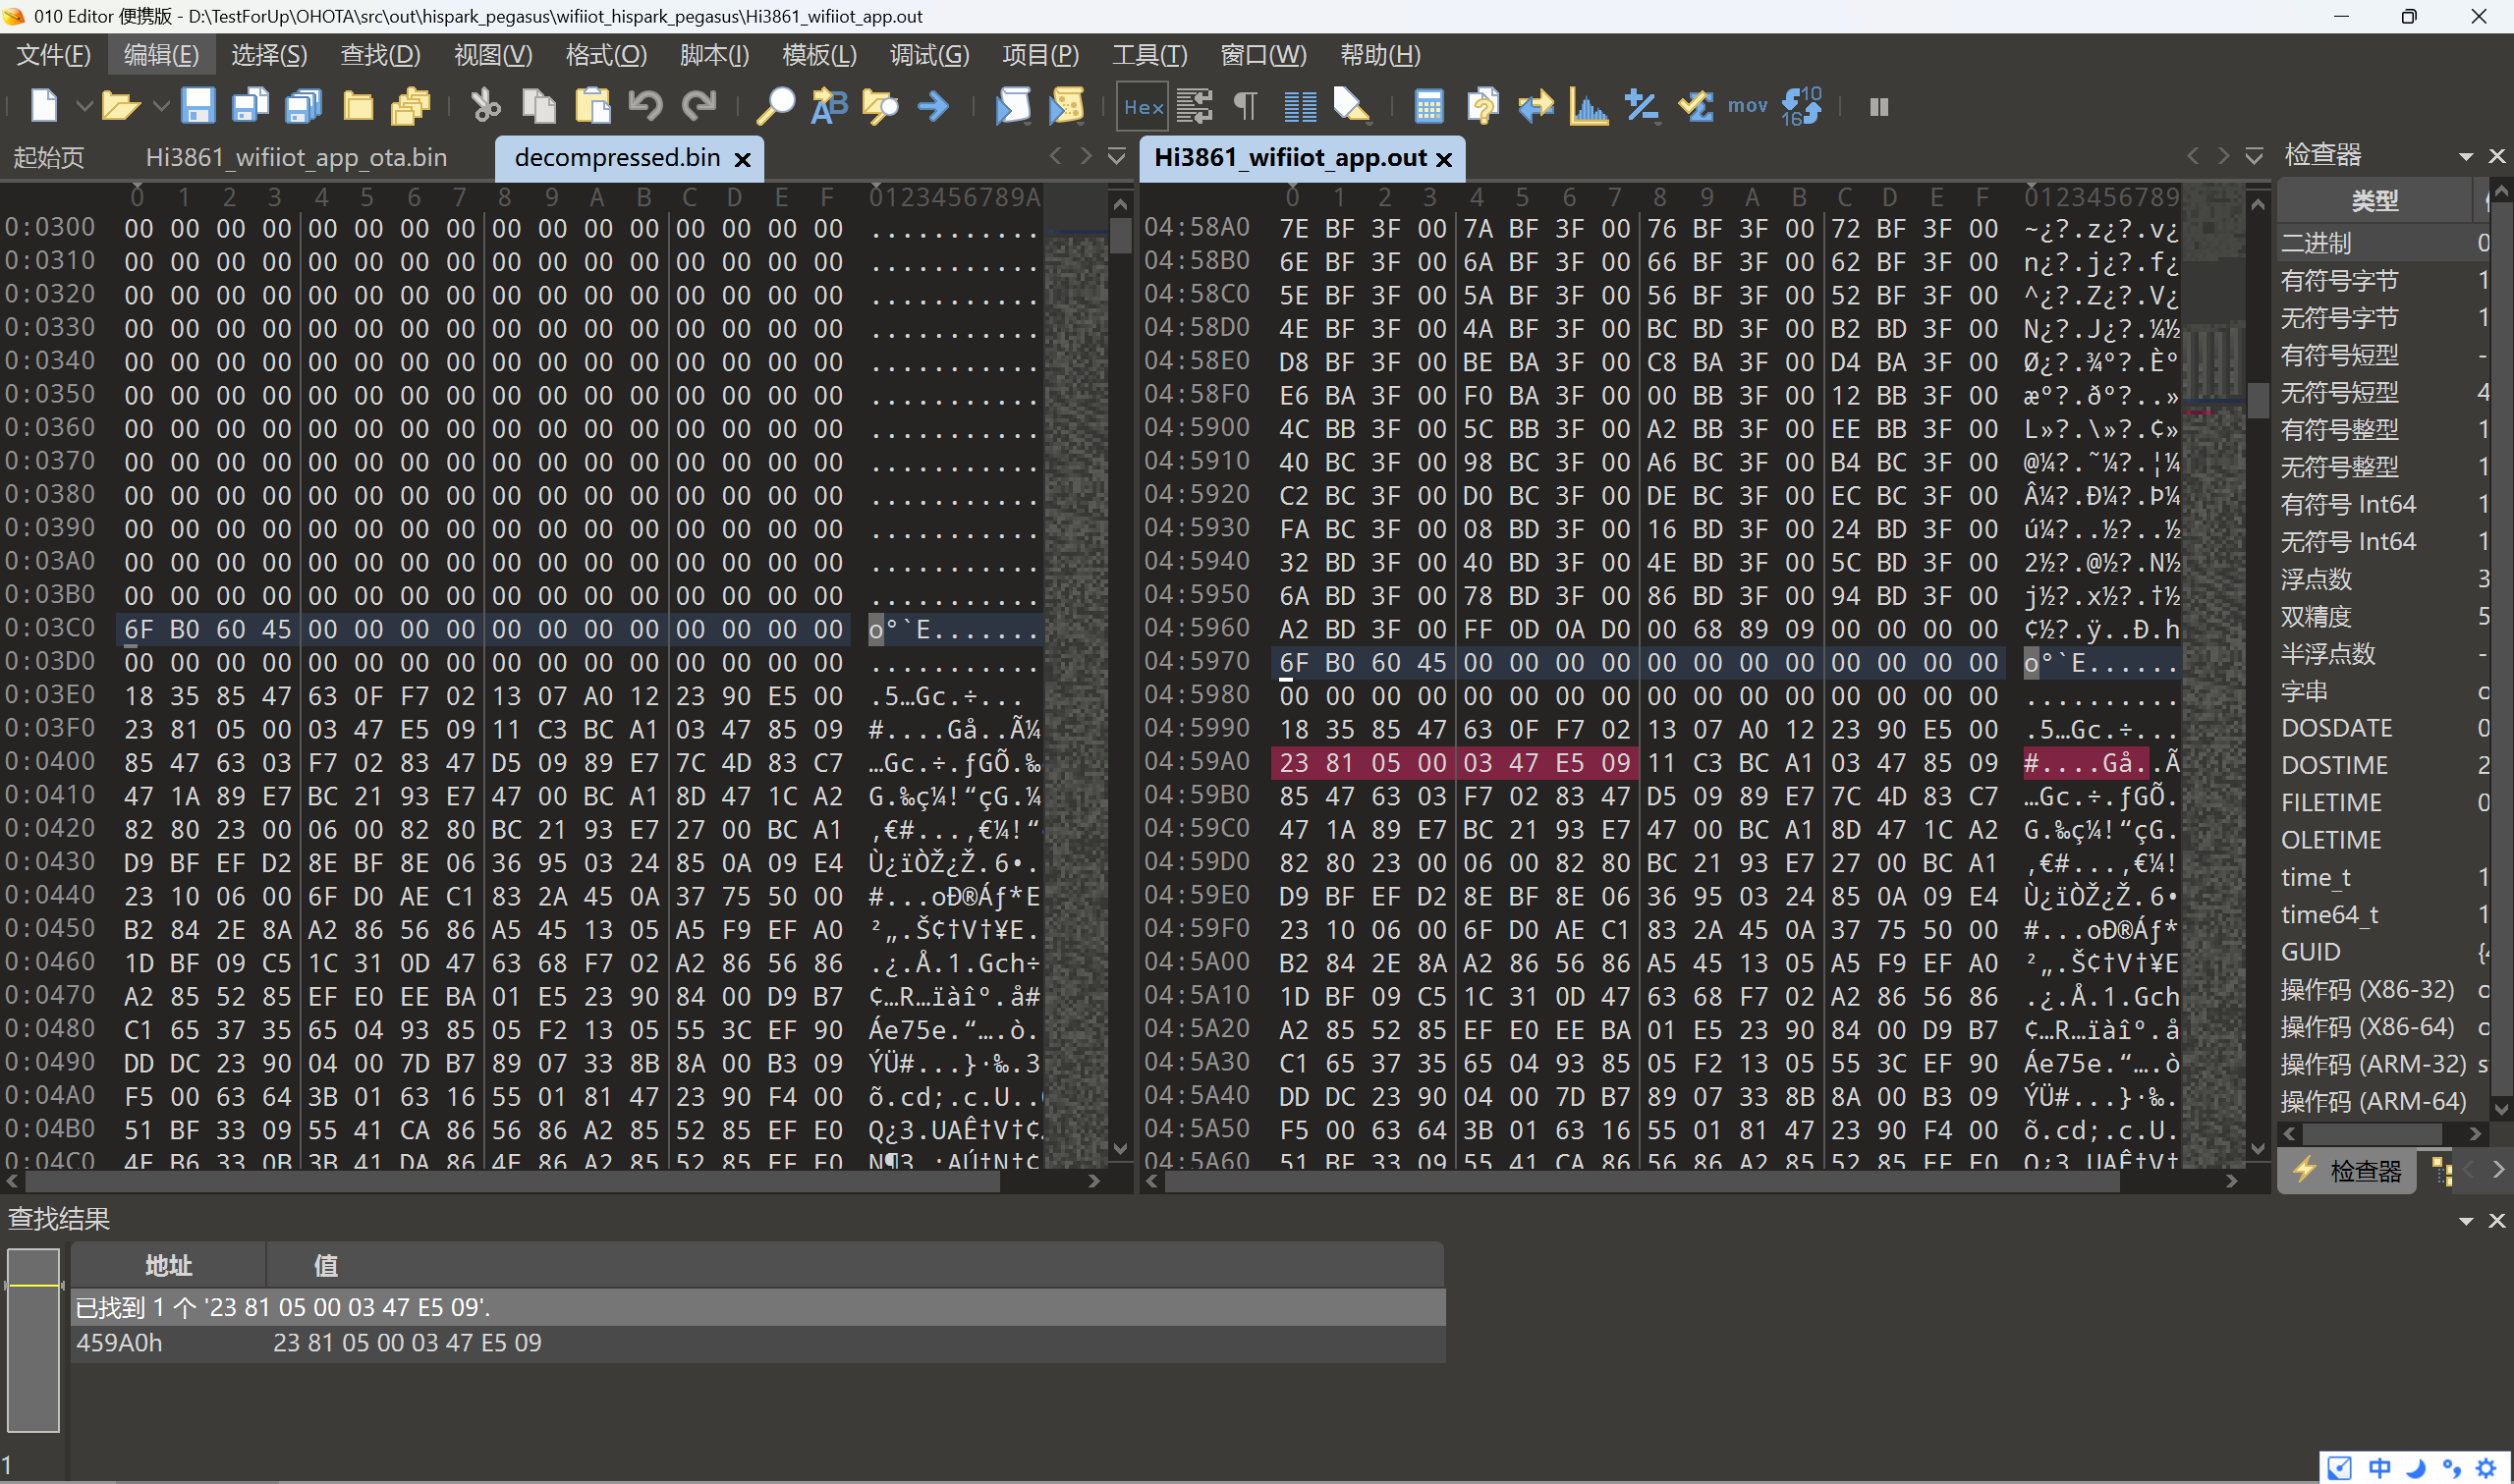 010 Editor 便携版 - D:\TestForUp\OHOTA\src\out\hispark_pegasus\wifiiot_hispark_pegasus\Hi3861_wifiiot_app.out
文件(F) 编辑(E) 选择(S) 查找(D) 视图(V) 格式(O) 脚本(I) 模板(L) 调试(G) 项目(P) 工具(T) 窗口(W) 帮助(H)
Hex mov 10 16
起始页 Hi3861_wifiiot_app_ota.bin decompressed.bin
0 1 2 3 4 5 6 7 8 9 A B C D E F 0123456789A
0:0300 00 00 00 00 00 00 00 00 00 00 00 00 00 00 00 00 ...........
0:0310 00 00 00 00 00 00 00 00 00 00 00 00 00 00 00 00 ...........
0:0320 00 00 00 00 00 00 00 00 00 00 00 00 00 00 00 00 ...........
0:0330 00 00 00 00 00 00 00 00 00 00 00 00 00 00 00 00 ...........
0:0340 00 00 00 00 00 00 00 00 00 00 00 00 00 00 00 00 ...........
0:0350 00 00 00 00 00 00 00 00 00 00 00 00 00 00 00 00 ...........
0:0360 00 00 00 00 00 00 00 00 00 00 00 00 00 00 00 00 ...........
0:0370 00 00 00 00 00 00 00 00 00 00 00 00 00 00 00 00 ...........
0:0380 00 00 00 00 00 00 00 00 00 00 00 00 00 00 00 00 ...........
0:0390 00 00 00 00 00 00 00 00 00 00 00 00 00 00 00 00 ...........
0:03A0 00 00 00 00 00 00 00 00 00 00 00 00 00 00 00 00 ...........
0:03B0 00 00 00 00 00 00 00 00 00 00 00 00 00 00 00 00 ...........
0:03C0 6F B0 60 45 00 00 00 00 00 00 00 00 00 00 00 00 o°`E.......
0:03D0 00 00 00 00 00 00 00 00 00 00 00 00 00 00 00 00 ...........
0:03E0 18 35 85 47 63 0F F7 02 13 07 A0 12 23 90 E5 00 .5…Gc.÷...
0:03F0 23 81 05 00 03 47 E5 09 11 C3 BC A1 03 47 85 09 #....Gå..Ã¼
0:0400 85 47 63 03 F7 02 83 47 D5 09 89 E7 7C 4D 83 C7 …Gc.÷.ƒGÕ.‰
0:0410 47 1A 89 E7 BC 21 93 E7 47 00 BC A1 8D 47 1C A2 G.‰ç¼!“çG.¼
0:0420 82 80 23 00 06 00 82 80 BC 21 93 E7 27 00 BC A1 ‚€#...‚€¼!“
0:0430 D9 BF EF D2 8E BF 8E 06 36 95 03 24 85 0A 09 E4 Ù¿ïÒŽ¿Ž.6•.
0:0440 23 10 06 00 6F D0 AE C1 83 2A 45 0A 37 75 50 00 #...oÐ®Áƒ*E
0:0450 B2 84 2E 8A A2 86 56 86 A5 45 13 05 A5 F9 EF A0 ²„.Š¢†V†¥E.
0:0460 1D BF 09 C5 1C 31 0D 47 63 68 F7 02 A2 86 56 86 .¿.Å.1.Gch÷
0:0470 A2 85 52 85 EF E0 EE BA 01 E5 23 90 84 00 D9 B7 ¢…R…ïàîº.å#
0:0480 C1 65 37 35 65 04 93 85 05 F2 13 05 55 3C EF 90 Áe75e.“….ò.
0:0490 DD DC 23 90 04 00 7D B7 89 07 33 8B 8A 00 B3 09 ÝÜ#...}·‰.3
0:04A0 F5 00 63 64 3B 01 63 16 55 01 81 47 23 90 F4 00 õ.cd;.c.U..
0:04B0 51 BF 33 09 55 41 CA 86 56 86 A2 85 52 85 EF E0 Q¿3.UAÊ†V†¢
0:04C0 4E B6 33 0B 3B 41 DA 86 4E 86 A2 85 52 85 EF E0 N¶3.;AÚ†N†¢
Hi3861_wifiiot_app.out
0 1 2 3 4 5 6 7 8 9 A B C D E F 0123456789
04:58A0 7E BF 3F 00 7A BF 3F 00 76 BF 3F 00 72 BF 3F 00 ~¿?.z¿?.v¿
04:58B0 6E BF 3F 00 6A BF 3F 00 66 BF 3F 00 62 BF 3F 00 n¿?.j¿?.f¿
04:58C0 5E BF 3F 00 5A BF 3F 00 56 BF 3F 00 52 BF 3F 00 ^¿?.Z¿?.V¿
04:58D0 4E BF 3F 00 4A BF 3F 00 BC BD 3F 00 B2 BD 3F 00 N¿?.J¿?.¼½
04:58E0 D8 BF 3F 00 BE BA 3F 00 C8 BA 3F 00 D4 BA 3F 00 Ø¿?.¾º?.Èº
04:58F0 E6 BA 3F 00 F0 BA 3F 00 00 BB 3F 00 12 BB 3F 00 æº?.ðº?..»
04:5900 4C BB 3F 00 5C BB 3F 00 A2 BB 3F 00 EE BB 3F 00 L»?.\»?.¢»
04:5910 40 BC 3F 00 98 BC 3F 00 A6 BC 3F 00 B4 BC 3F 00 @¼?.˜¼?.¦¼
04:5920 C2 BC 3F 00 D0 BC 3F 00 DE BC 3F 00 EC BC 3F 00 Â¼?.Ð¼?.Þ¼
04:5930 FA BC 3F 00 08 BD 3F 00 16 BD 3F 00 24 BD 3F 00 ú¼?..½?..½
04:5940 32 BD 3F 00 40 BD 3F 00 4E BD 3F 00 5C BD 3F 00 2½?.@½?.N½
04:5950 6A BD 3F 00 78 BD 3F 00 86 BD 3F 00 94 BD 3F 00 j½?.x½?.†½
04:5960 A2 BD 3F 00 FF 0D 0A D0 00 68 89 09 00 00 00 00 ¢½?.ÿ..Ð.h
04:5970 6F B0 60 45 00 00 00 00 00 00 00 00 00 00 00 00 o°`E......
04:5980 00 00 00 00 00 00 00 00 00 00 00 00 00 00 00 00 ..........
04:5990 18 35 85 47 63 0F F7 02 13 07 A0 12 23 90 E5 00 .5…Gc.÷...
04:59A0 23 81 05 00 03 47 E5 09 11 C3 BC A1 03 47 85 09 #....Gå..Ã
04:59B0 85 47 63 03 F7 02 83 47 D5 09 89 E7 7C 4D 83 C7 …Gc.÷.ƒGÕ.
04:59C0 47 1A 89 E7 BC 21 93 E7 47 00 BC A1 8D 47 1C A2 G.‰ç¼!“çG.
04:59D0 82 80 23 00 06 00 82 80 BC 21 93 E7 27 00 BC A1 ‚€#...‚€¼!
04:59E0 D9 BF EF D2 8E BF 8E 06 36 95 03 24 85 0A 09 E4 Ù¿ïÒŽ¿Ž.6•
04:59F0 23 10 06 00 6F D0 AE C1 83 2A 45 0A 37 75 50 00 #...oÐ®Áƒ*
04:5A00 B2 84 2E 8A A2 86 56 86 A5 45 13 05 A5 F9 EF A0 ²„.Š¢†V†¥E
04:5A10 1D BF 09 C5 1C 31 0D 47 63 68 F7 02 A2 86 56 86 .¿.Å.1.Gch
04:5A20 A2 85 52 85 EF E0 EE BA 01 E5 23 90 84 00 D9 B7 ¢…R…ïàîº.å
04:5A30 C1 65 37 35 65 04 93 85 05 F2 13 05 55 3C EF 90 Áe75e.“….ò
04:5A40 DD DC 23 90 04 00 7D B7 89 07 33 8B 8A 00 B3 09 ÝÜ#...}·‰.
04:5A50 F5 00 63 64 3B 01 63 16 55 01 81 47 23 90 F4 00 õ.cd;.c.U.
04:5A60 51 BF 33 09 55 41 CA 86 56 86 A2 85 52 85 EF E0 Q¿3.UAÊ†V†
检查器
类型
二进制 0
有符号字节 1
无符号字节 1
有符号短型 -
无符号短型 4
有符号整型 1
无符号整型 1
有符号 Int64 1
无符号 Int64 1
浮点数 3
双精度 5
半浮点数 -
字串 o
DOSDATE 0
DOSTIME 2
FILETIME 0
OLETIME
time_t 1
time64_t 1
GUID {
操作码 (X86-32) o
操作码 (X86-64) o
操作码 (ARM-32) s
操作码 (ARM-64)
检查器
查找结果
地址 值
已找到 1 个 '23 81 05 00 03 47 E5 09'.
459A0h 23 81 05 00 03 47 E5 09
1
中